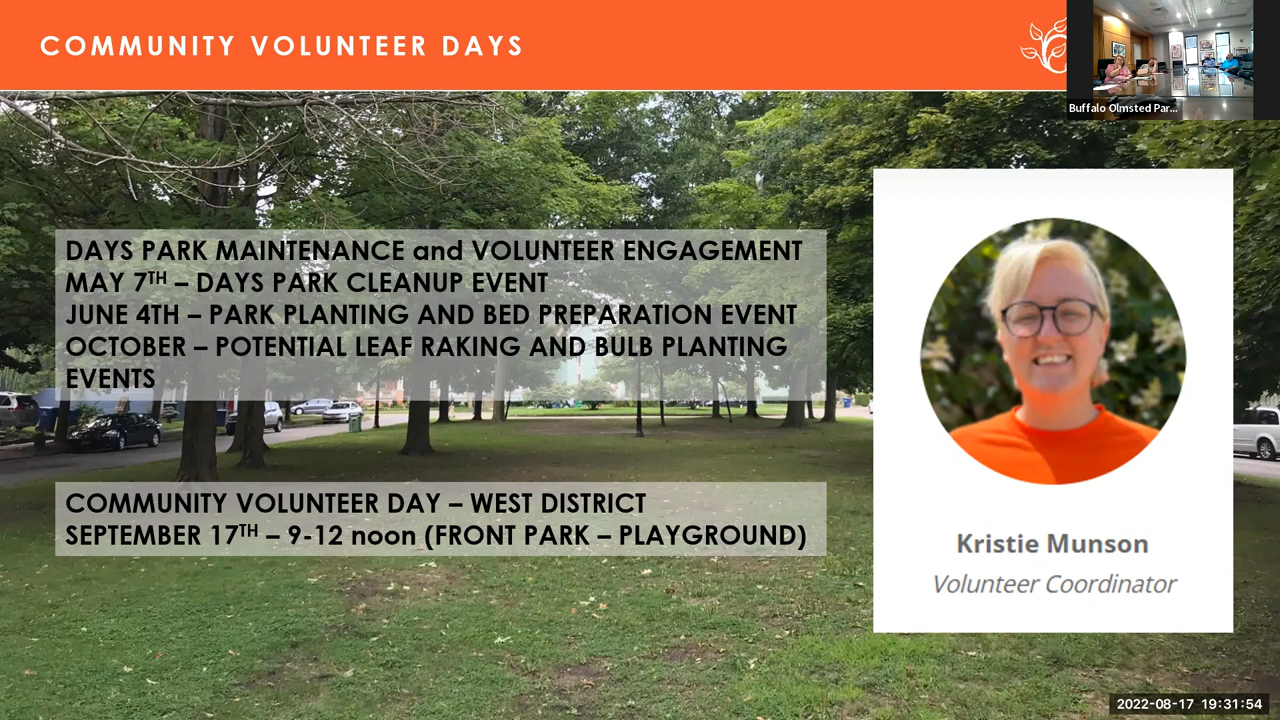 COMMUNITY VOLUNTEER DAYS
Buffalo Olmsted Par...
DAYS PARK MAINTENANCE and VOLUNTEER ENGAGEMENT
MAY 7TH – DAYS PARK CLEANUP EVENT
JUNE 4TH – PARK PLANTING AND BED PREPARATION EVENT
OCTOBER – POTENTIAL LEAF RAKING AND BULB PLANTING
EVENTS
COMMUNITY VOLUNTEER DAY – WEST DISTRICT
SEPTEMBER 17TH – 9-12 noon (FRONT PARK – PLAYGROUND)
Kristie Munson
Volunteer Coordinator
2022-08-17 19:31:54